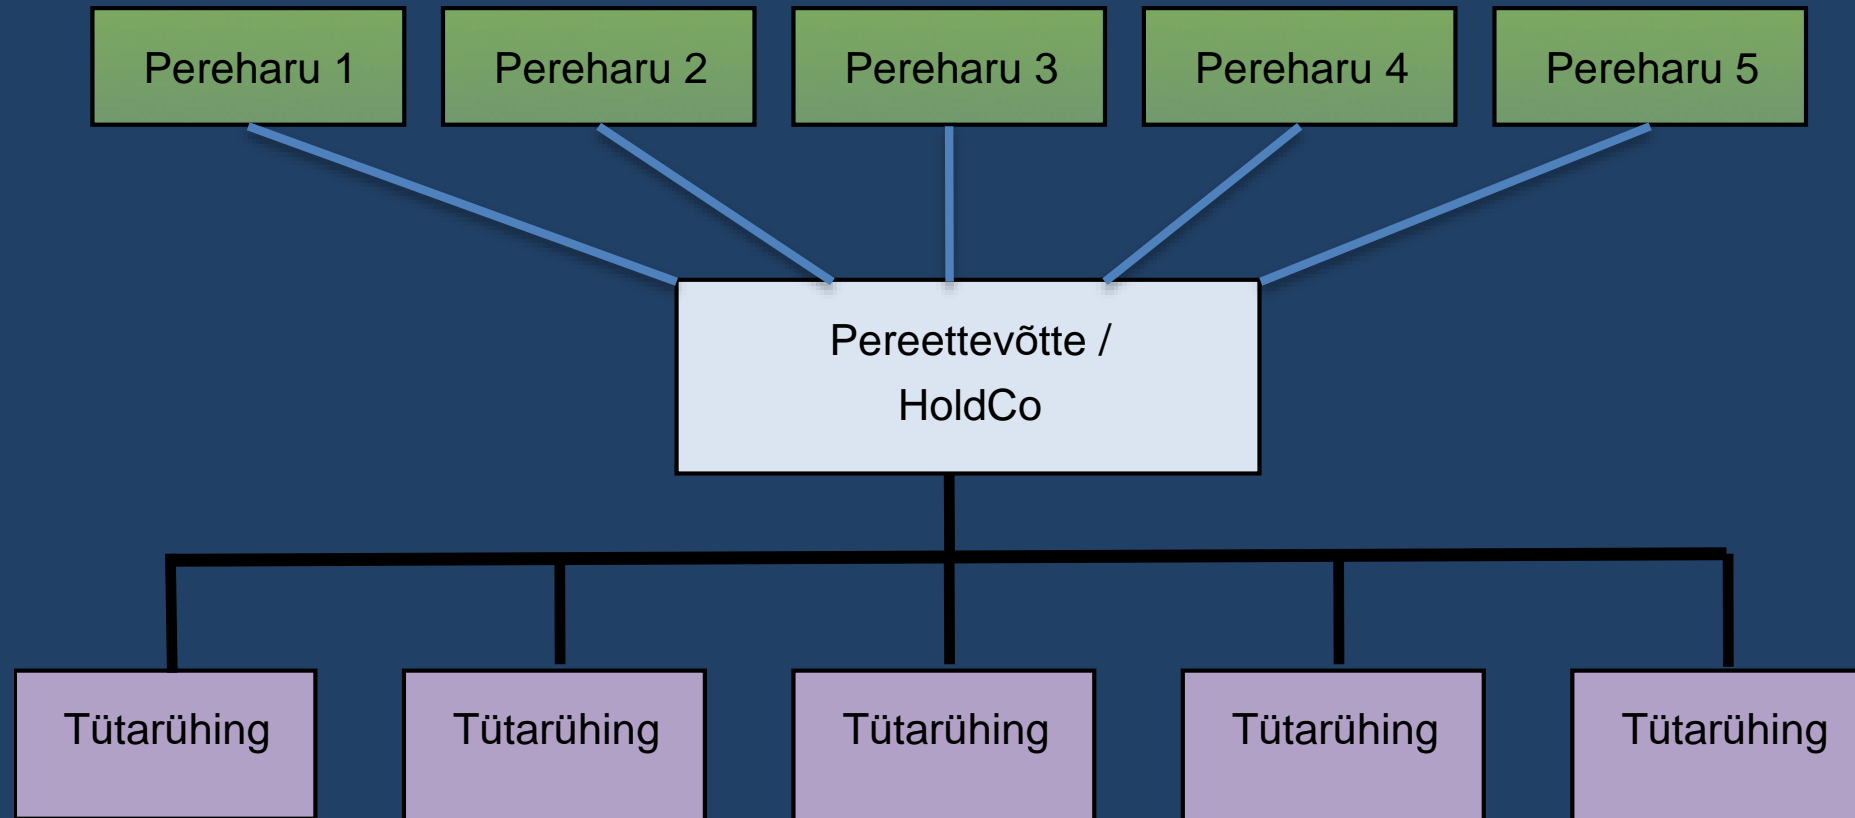 Pereharu 1
Pereharu 2
Pereharu 3
Pereharu 4
Pereharu 5
Pereettevõtte /
HoldCo
Tütarühing
Tütarühing
Tütarühing
Tütarühing
Tütarühing